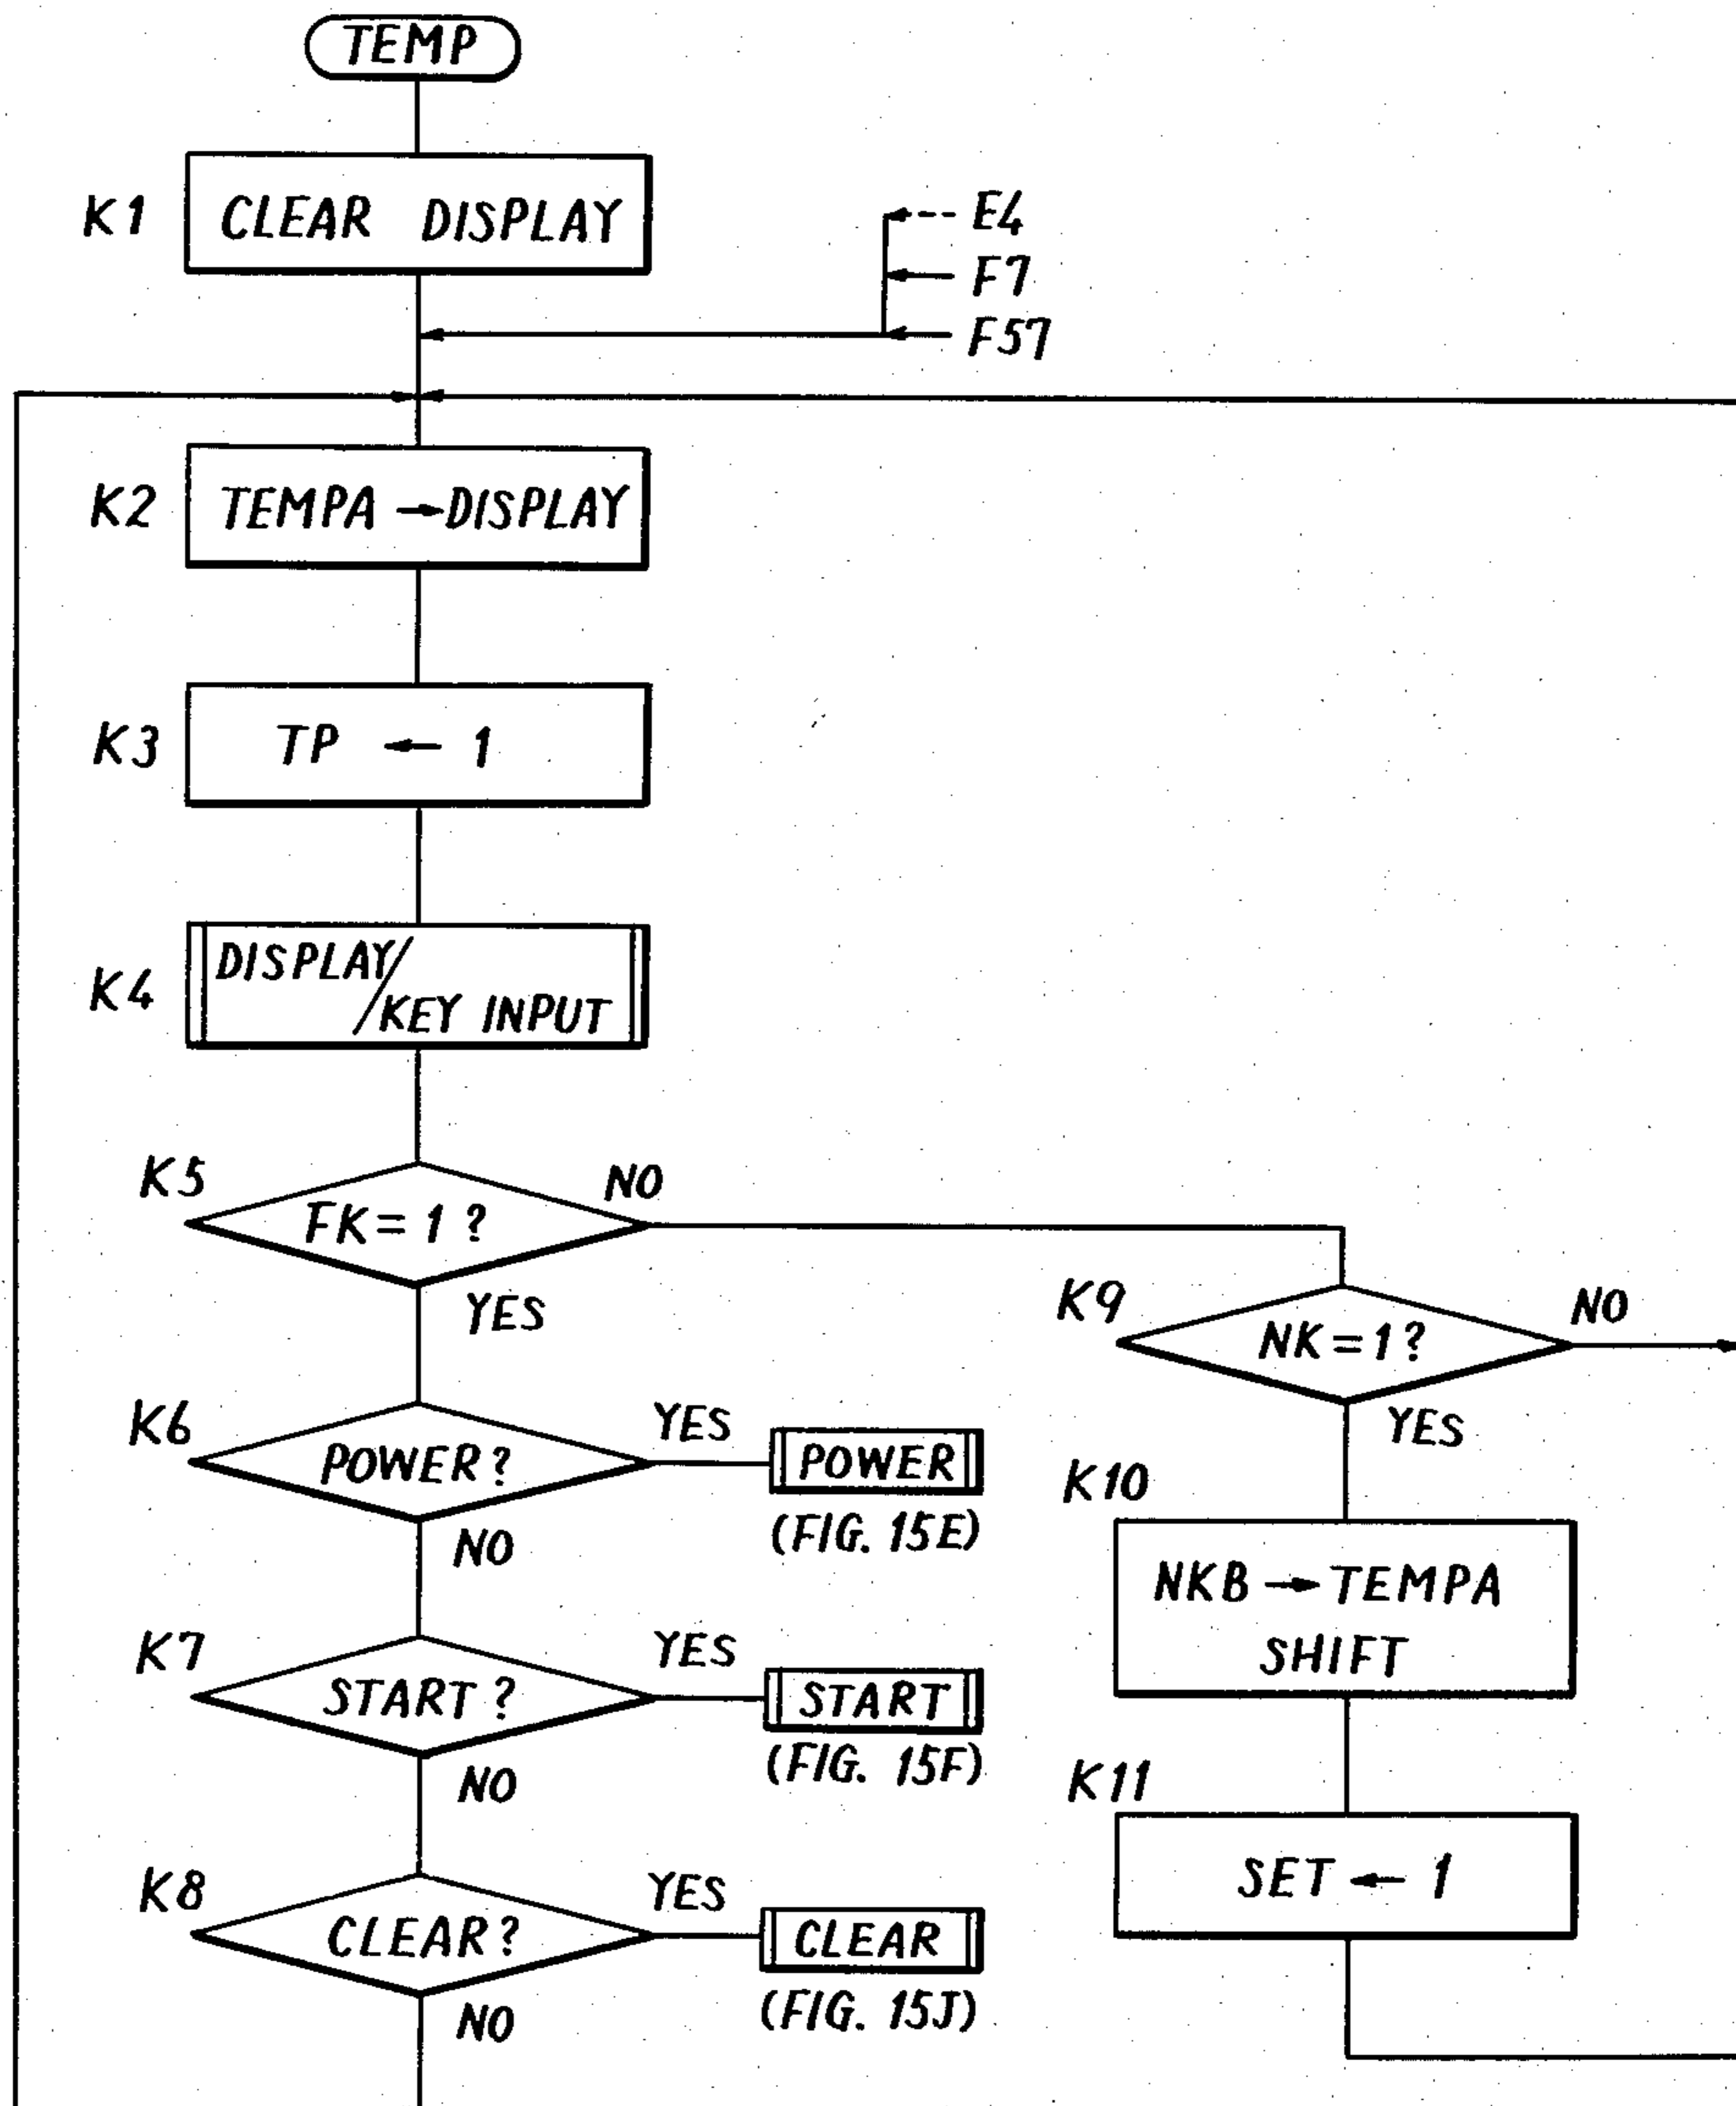 TEMP
K1
CLEAR DISPLAY
E4
F7
F57
K2
TEMPA → DISPLAY
K3
TP ← 1
K4
DISPLAY/
/KEY INPUT
K5
FK = 1 ?
NO
YES
K9
NK = 1 ?
NO
YES
K6
POWER ?
YES
POWER
(FIG. 15E)
NO
K10
NKB → TEMPA
SHIFT
K7
START ?
YES
START
(FIG. 15F)
NO
K11
SET ← 1
K8
CLEAR ?
YES
CLEAR
(FIG. 15J)
NO